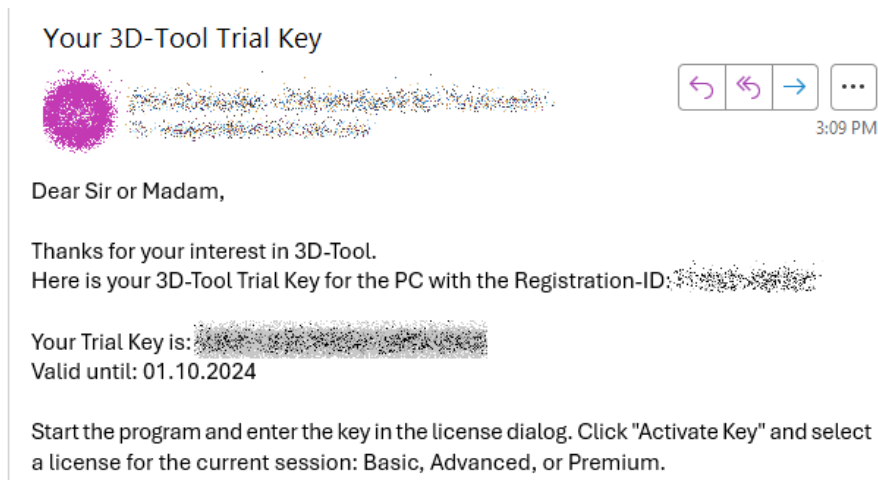 Your 3D-Tool Trial Key
3:09 PM
Dear Sir or Madam,
Thanks for your interest in 3D-Tool.
Here is your 3D-Tool Trial Key for the PC with the Registration-ID:
Your Trial Key is:
Valid until: 01.10.2024
Start the program and enter the key in the license dialog. Click "Activate Key" and select
a license for the current session: Basic, Advanced, or Premium.